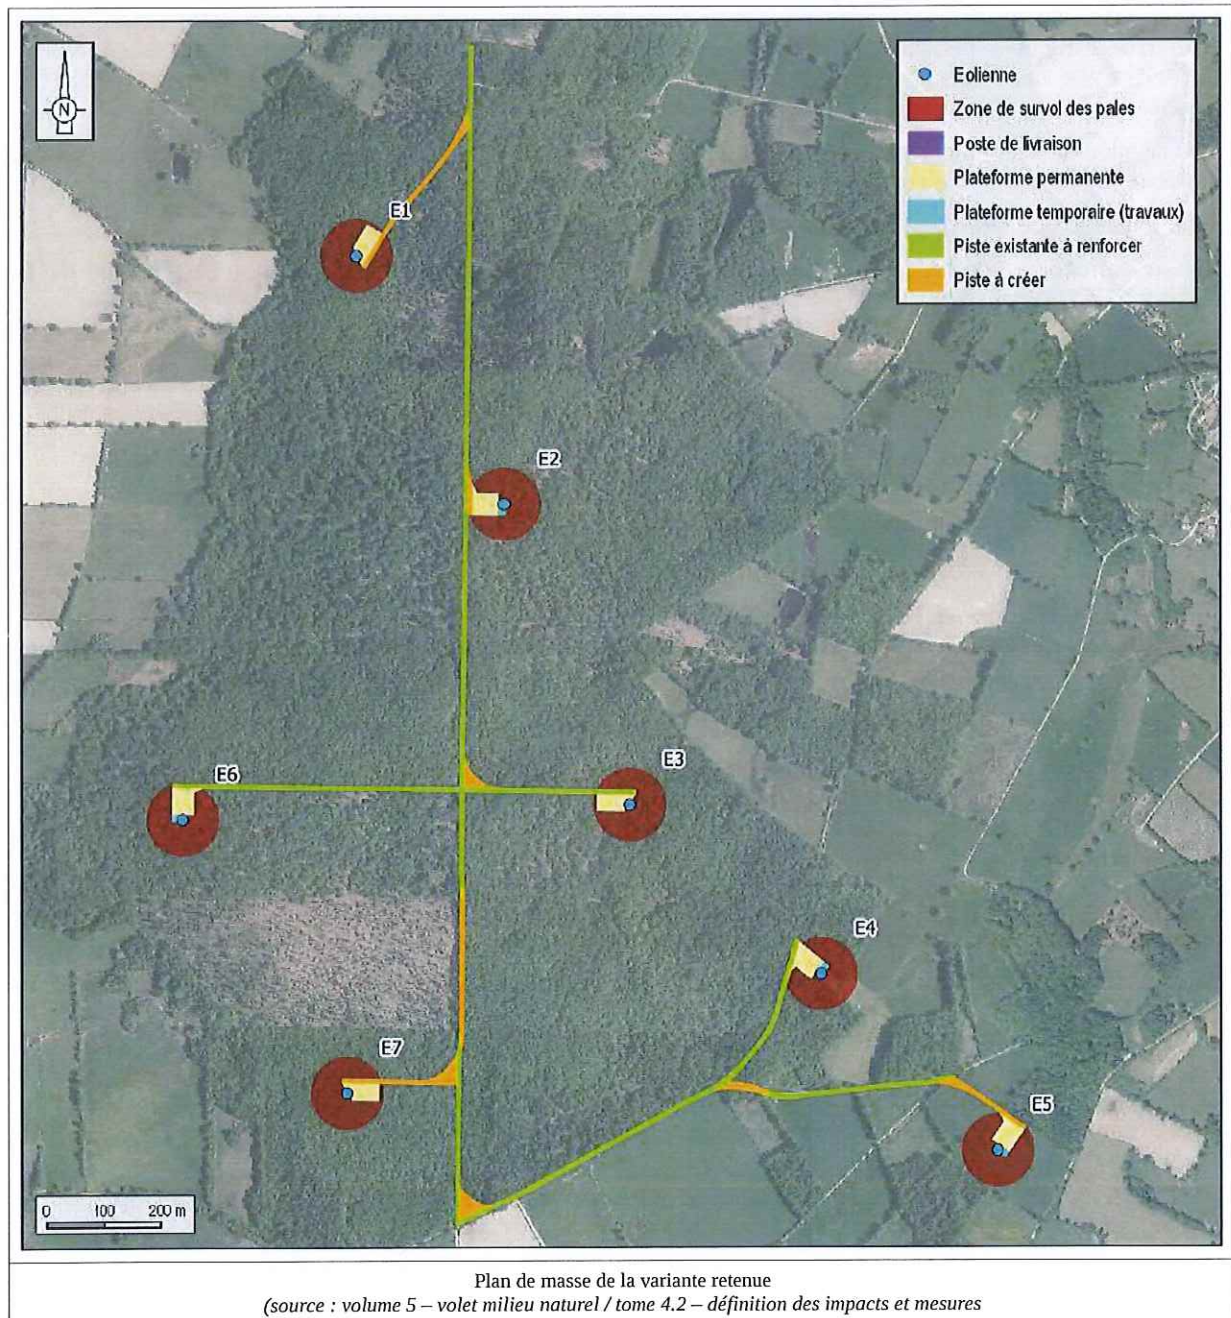 N
Eolienne
Zone de survol des pales
Poste de livraison
Plateforme permanente
Plateforme temporaire (travaux)
Piste existante à renforcer
Piste à créer
E1
E2
E3
E6
E4
E7
E5
0 100 200 m
Plan de masse de la variante retenue
(source : volume 5 – volet milieu naturel / tome 4.2 – définition des impacts et mesures